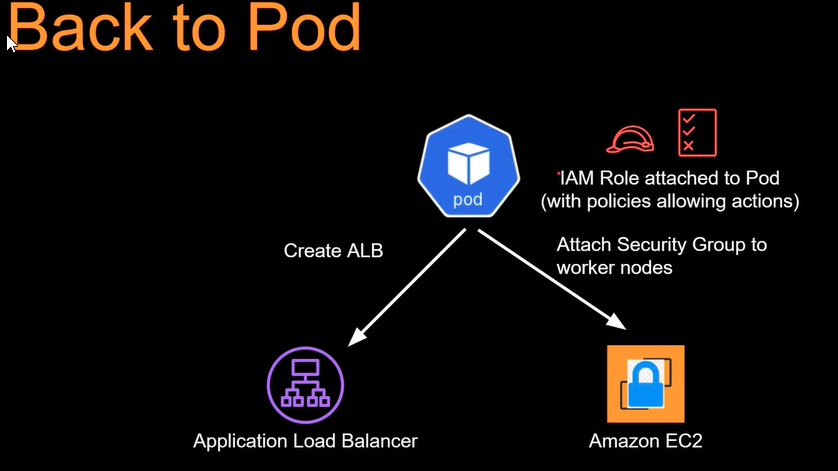 Back to Pod
pod
IAM Role attached to Pod
(with policies allowing actions)
Create ALB
Attach Security Group to
worker nodes
Application Load Balancer
Amazon EC2